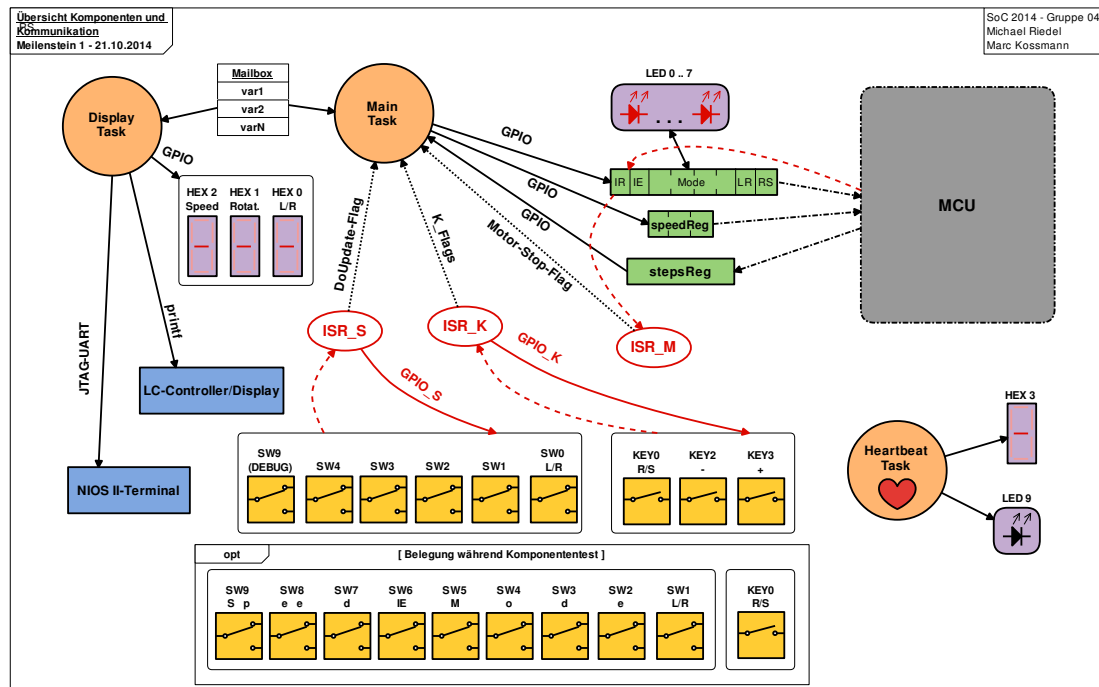 Übersicht Komponenten und
RS
Kommunikation
Meilenstein 1 - 21.10.2014
SoC 2014 - Gruppe 04
Michael Riedel
Marc Kossmann
Mailbox
var1
var2
varN
Display
Task
Main
Task
LED 0 .. 7
. . .
GPIO
GPIO
GPIO
GPIO
IR IE Mode LR RS
speedReg
stepsReg
MCU
HEX 2
Speed
HEX 1
Rotat.
HEX 0
L/R
DoUpdate-Flag
K_Flags
Motor-Stop-Flag
JTAG-UART
printf
ISR_S
ISR_K
ISR_M
GPIO_S
GPIO_K
LC-Controller/Display
NIOS II-Terminal
SW9
(DEBUG)
SW4
SW3
SW2
SW1
SW0
L/R
KEY0
R/S
KEY2
-
KEY3
+
Heartbeat
Task
HEX 3
LED 9
opt
[ Belegung während Komponententest ]
SW9
S p
SW8
e e
SW7
d
SW6
IE
SW5
M
SW4
o
SW3
d
SW2
e
SW1
L/R
KEY0
R/S